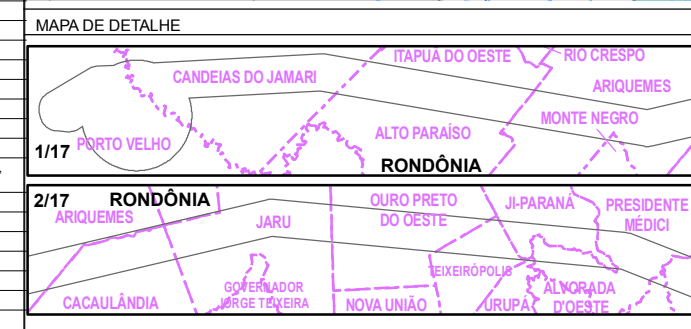 MAPA DE DETALHE
ITAPUA DO OESTE
RIO CRESPO
CANDEIAS DO JAMARI
ARIQUEMES
MONTE NEGRO
ALTO PARAÍSO
PORTO VELHO
1/17
RONDÔNIA
2/17
RONDÔNIA
OURO PRETO
DO OESTE
JI-PARANÁ
PRESIDENTE
MÉDICI
ARIQUEMES
JARU
TEIXEIRÓPOLIS
GOVERNADOR
JORGE TEIXEIRA
ALVORADA
D'OESTE
CACAULÂNDIA
NOVA UNIÃO
URUPÁ